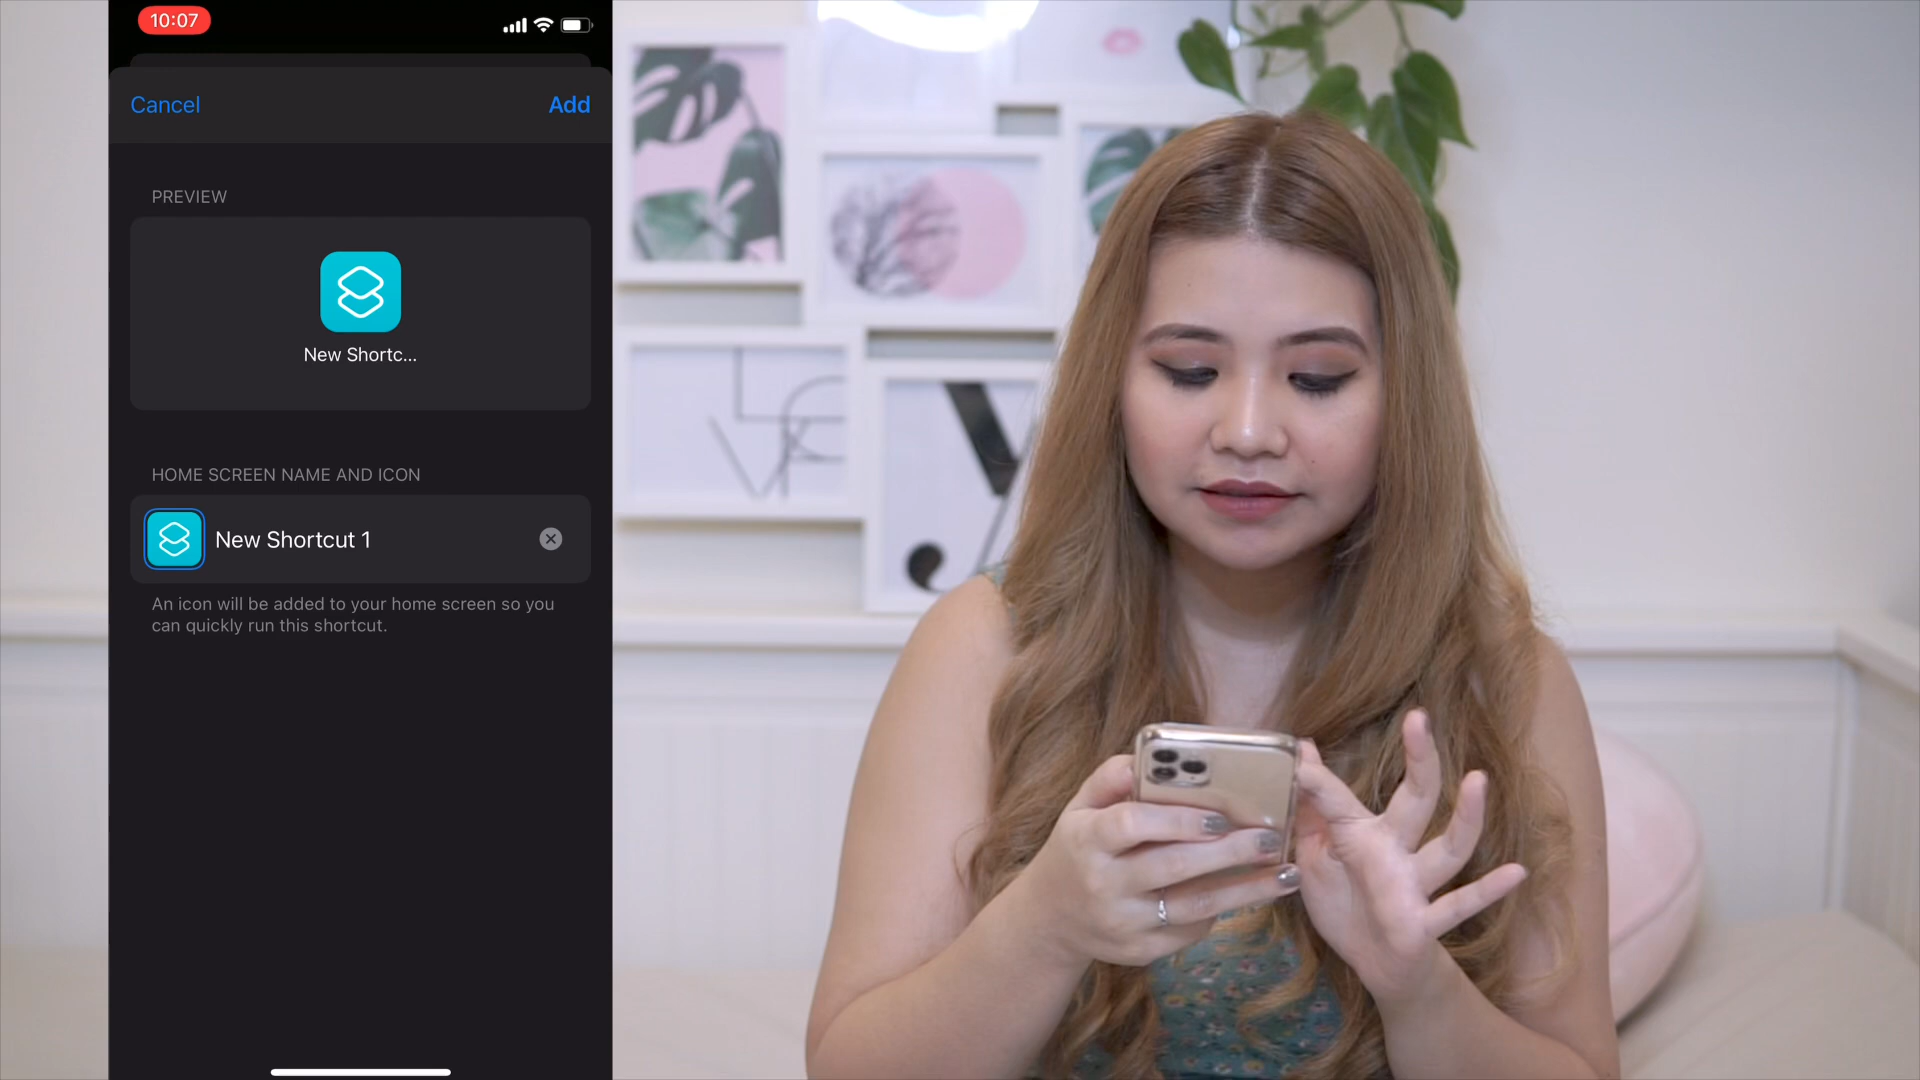 10:07
Cancel
Add
PREVIEW
New Shortc...
HOME SCREEN NAME AND ICON
New Shortcut 1
An icon will be added to your home screen so you
can quickly run this shortcut.